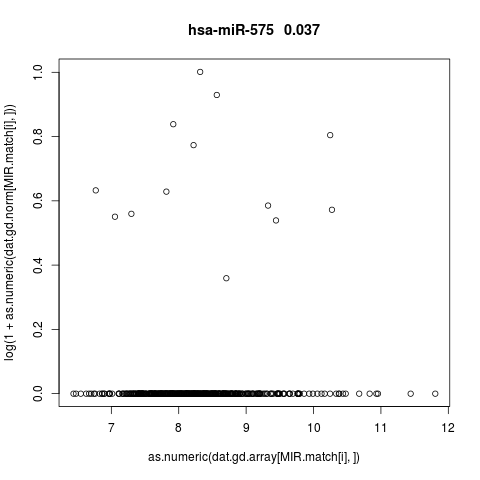 hsa-miR-575 0.037
log(1 + as.numeric(dat.gd.norm[MIR.match[i], ]))
1.0
0.8
0.6
0.4
0.2
0.0
7 8 9 10 11 12
as.numeric(dat.gd.array[MIR.match[i], ])